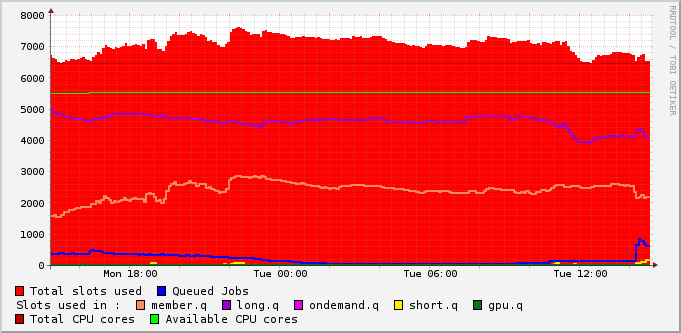 8000
7000
6000
5000
4000
3000
2000
1000
0
Mon 18:00 Tue 00:00 Tue 06:00 Tue 12:00
Total slots used Queued Jobs
Slots used in : member.q long.q ondemand.q short.q gpu.q
Total CPU cores Available CPU cores
RRDTOOL / TOBI OETIKER